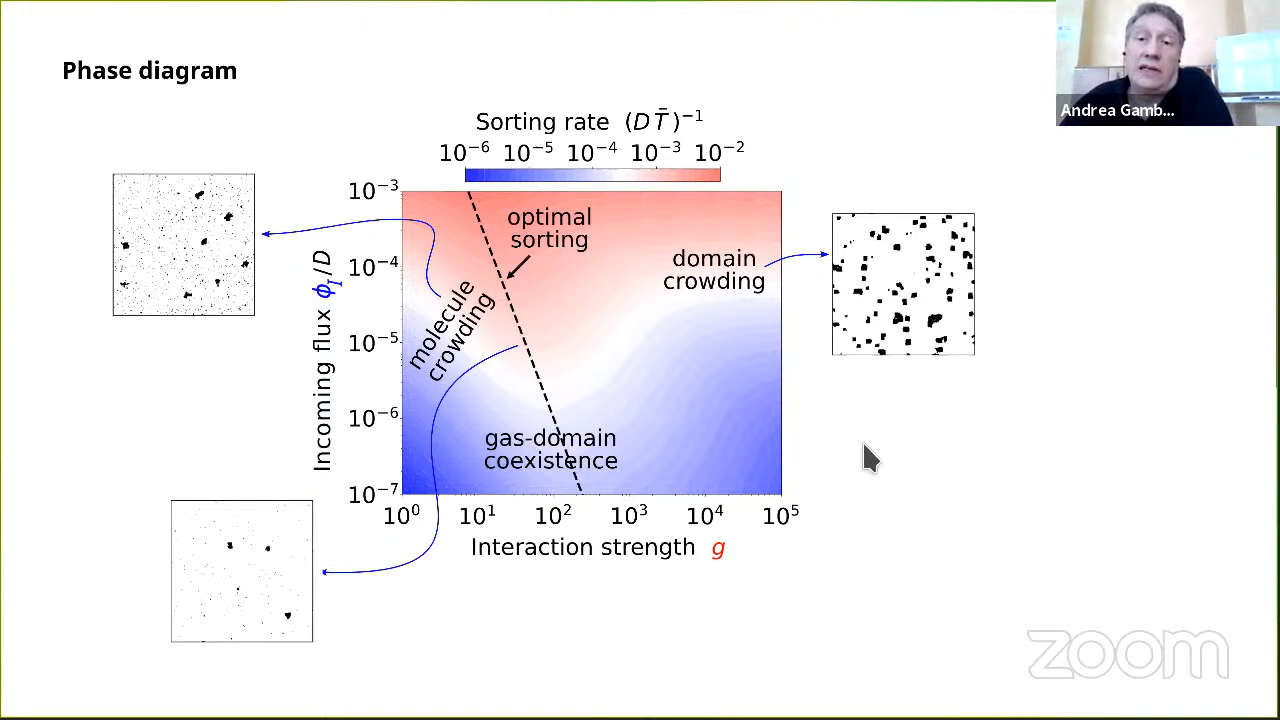 Phase diagram
Andrea Gamb...
Sorting rate (D T̄)⁻¹
10⁻⁶ 10⁻⁵ 10⁻⁴ 10⁻³ 10⁻²
10⁻³
10⁻⁴
10⁻⁵
10⁻⁶
10⁻⁷
Incoming flux ϕ_I/D
optimal
sorting
domain
crowding
molecule
crowding
gas-domain
coexistence
10⁰ 10¹ 10² 10³ 10⁴ 10⁵
Interaction strength g
zoom